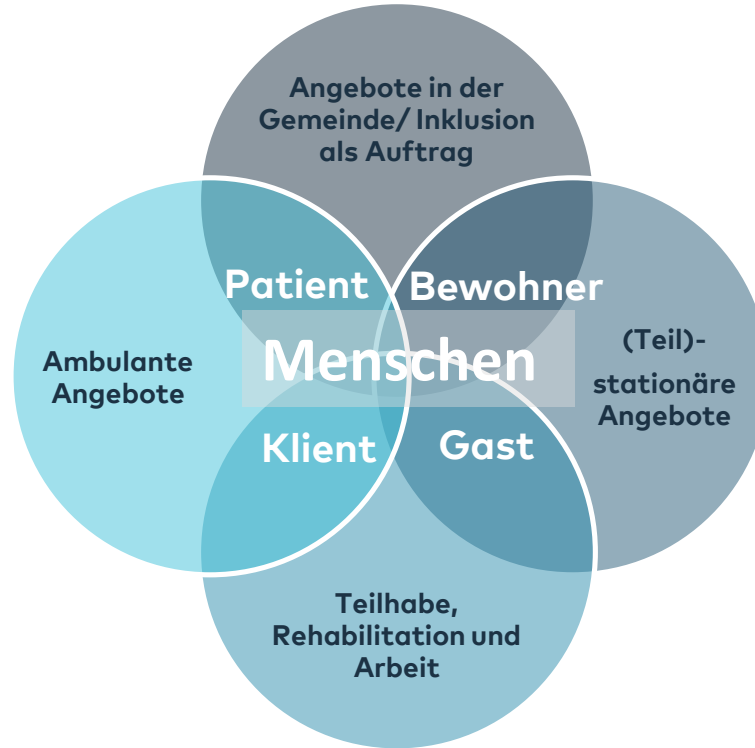 Angebote in der
Gemeinde/ Inklusion
als Auftrag
Patient
Bewohner
Menschen
Ambulante
Angebote
(Teil)-
stationäre
Angebote
Klient
Gast
Teilhabe,
Rehabilitation und
Arbeit